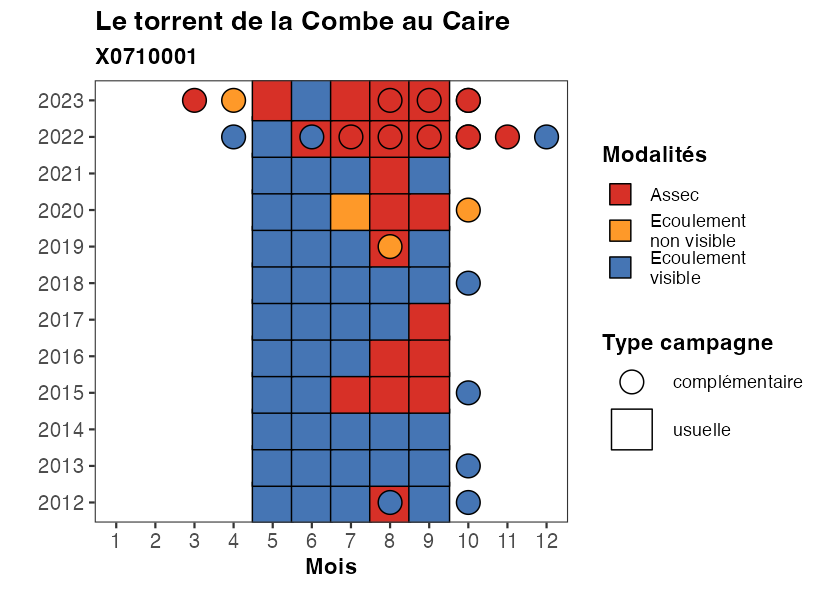 Le torrent de la Combe au Caire
X0710001
2023
2022
2021
2020
2019
2018
2017
2016
2015
2014
2013
2012
1 2 3 4 5 6 7 8 9 10 11 12
Mois
Modalités
Assec
Ecoulement
non visible
Ecoulement
visible
Type campagne
complémentaire
usuelle